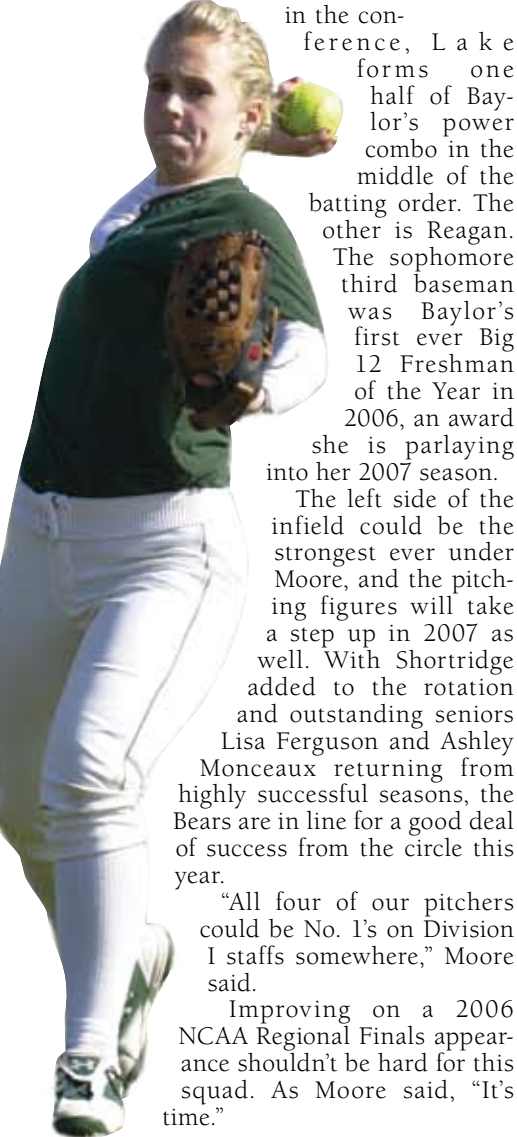 in the con-
ference, Lake
forms one
half of Bay-
lor's power
combo in the
middle of the
batting order. The
other is Reagan.
The sophomore
third baseman
was Baylor's
first ever Big
12 Freshman
of the Year in
2006, an award
she is parlaying
into her 2007 season.
The left side of the
infield could be the
strongest ever under
Moore, and the pitch-
ing figures will take
a step up in 2007 as
well. With Shortridge
added to the rotation
and outstanding seniors
Lisa Ferguson and Ashley
Monceaux returning from
highly successful seasons, the
Bears are in line for a good deal
of success from the circle this
year.
“All four of our pitchers
could be No. 1’s on Division
I staffs somewhere,” Moore
said.
Improving on a 2006
NCAA Regional Finals appear-
ance shouldn’t be hard for this
squad. As Moore said, “It’s
time.”